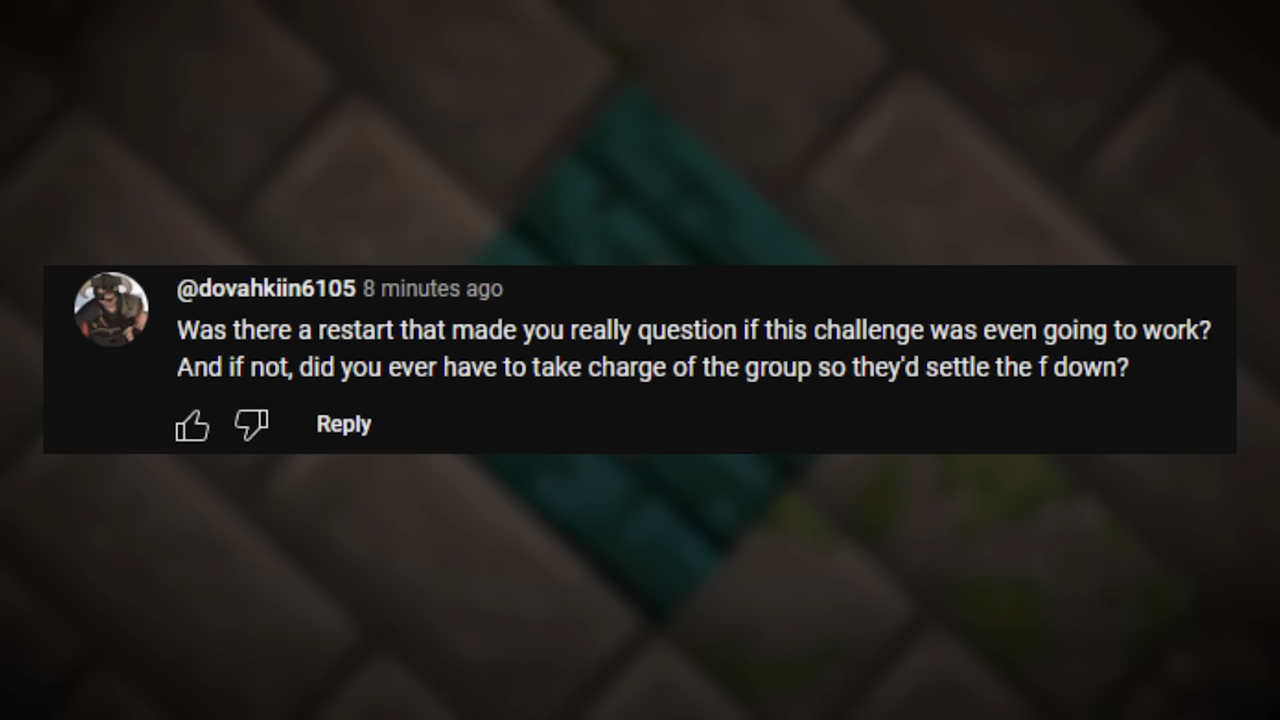 @dovahkiin6105 8 minutes ago
Was there a restart that made you really question if this challenge was even going to work?
And if not, did you ever have to take charge of the group so they'd settle the f down?
Reply